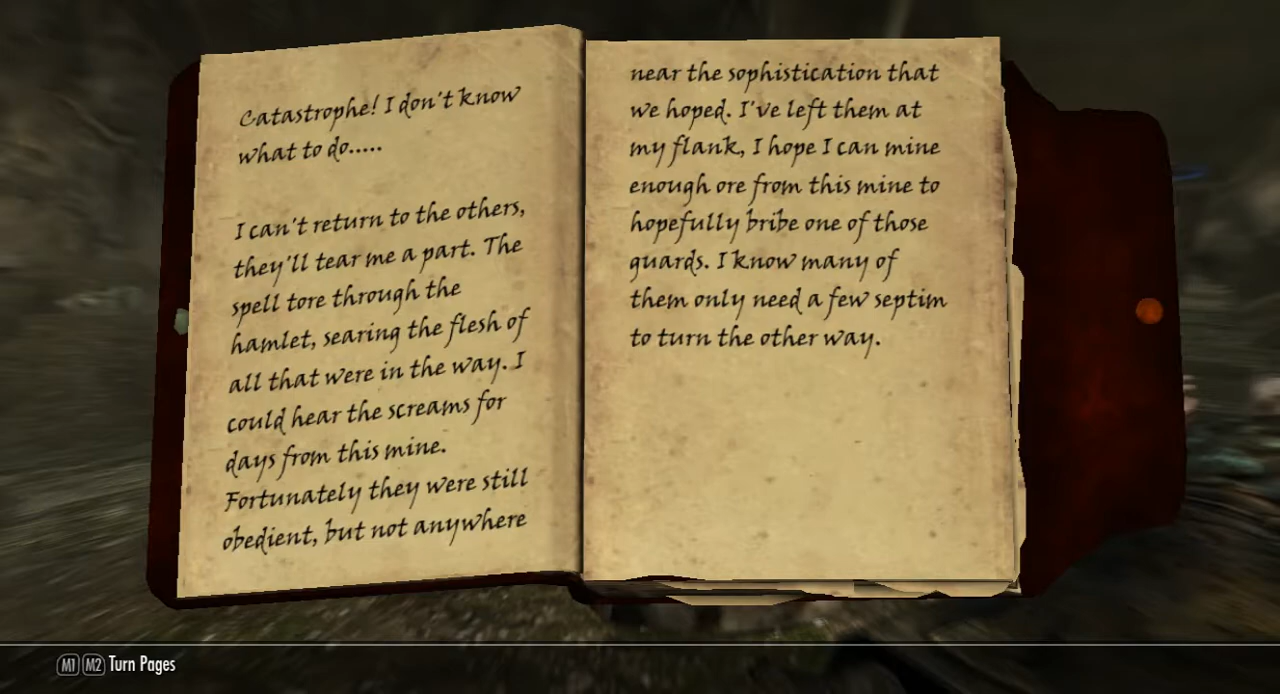 Catastrophe! I don't know
what to do.....
I can't return to the others,
they'll tear me a part. The
spell tore through the
hamlet, searing the flesh of
all that were in the way. I
could hear the screams for
days from this mine.
Fortunately they were still
obedient, but not anywhere
near the sophistication that
we hoped. I've left them at
my flank, I hope I can mine
enough ore from this mine to
hopefully bribe one of those
guards. I know many of
them only need a few septim
to turn the other way.
M1 M2 Turn Pages